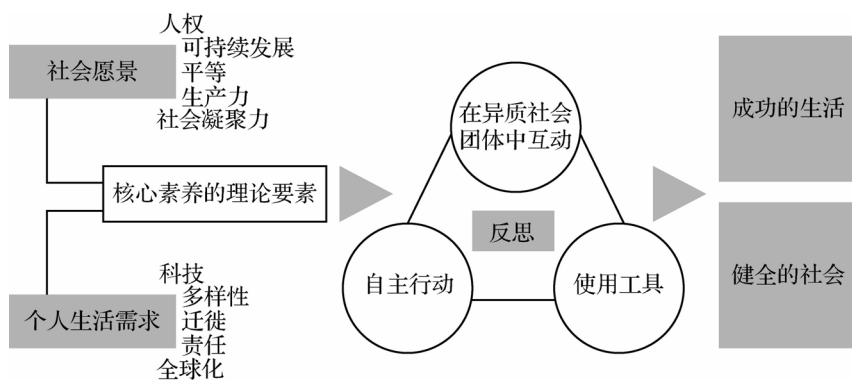 人权
可持续发展
社会愿景
平等
生产力
社会凝聚力
核心素养的理论要素
科技
多样性
个人生活需求
迁徙
责任
全球化
在异质社会
团体中互动
反思
自主行动
使用工具
成功的生活
健全的社会